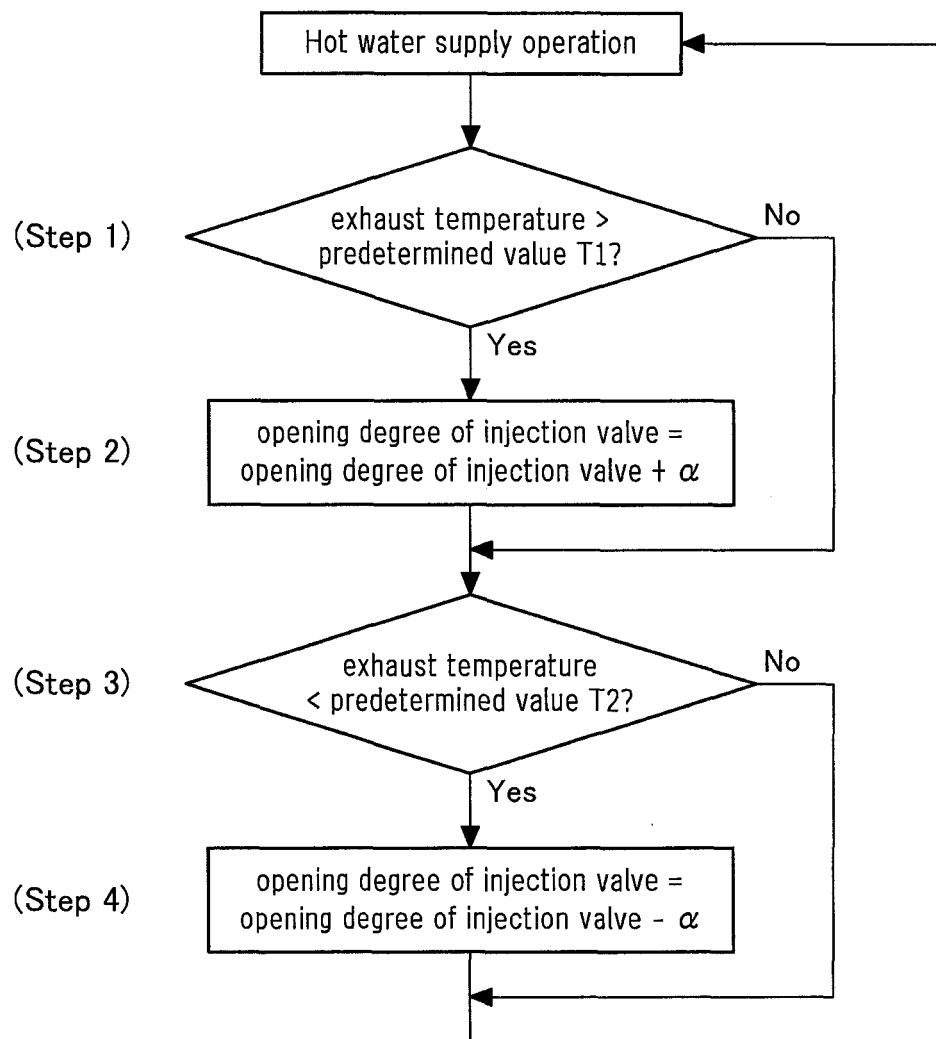 Hot water supply operation
(Step 1)
exhaust temperature >
predetermined value T1?
No
Yes
(Step 2)
opening degree of injection valve =
opening degree of injection valve + α
(Step 3)
exhaust temperature
< predetermined value T2?
No
Yes
(Step 4)
opening degree of injection valve =
opening degree of injection valve - α